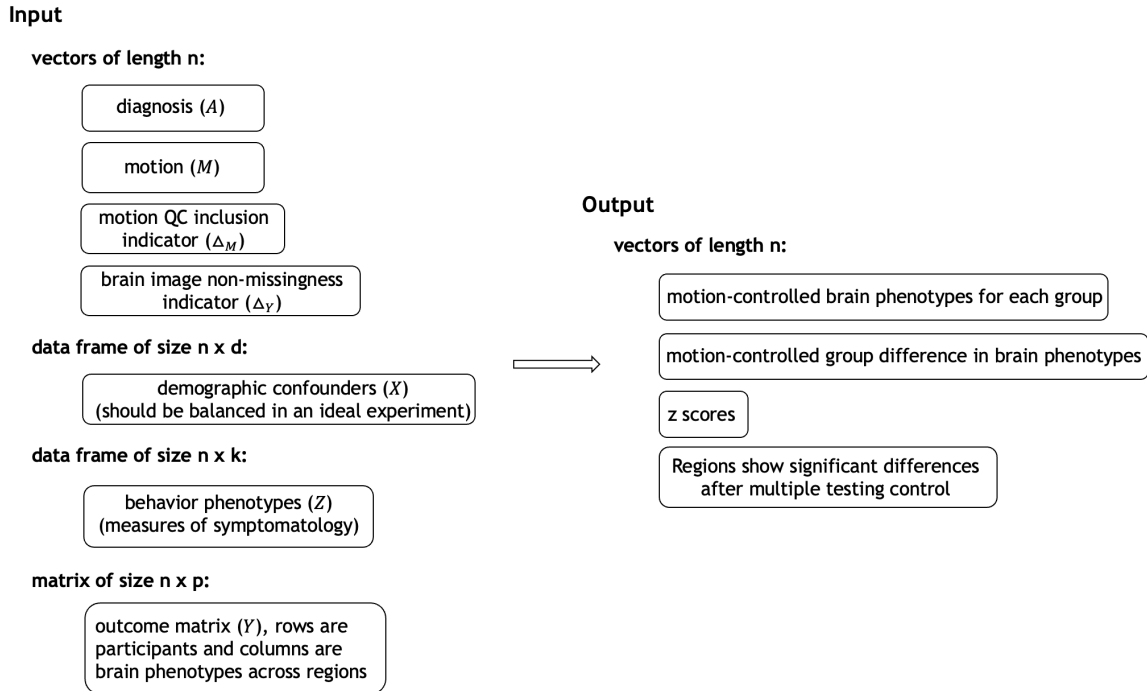 Input
vectors of length n:
diagnosis (A)
motion (M)
motion QC inclusion
indicator (△M)
brain image non-missingness
indicator (△Y)
data frame of size n x d:
demographic confounders (X)
(should be balanced in an ideal experiment)
data frame of size n x k:
behavior phenotypes (Z)
(measures of symptomatology)
matrix of size n x p:
outcome matrix (Y), rows are
participants and columns are
brain phenotypes across regions
Output
vectors of length n:
motion-controlled brain phenotypes for each group
motion-controlled group difference in brain phenotypes
z scores
Regions show significant differences
after multiple testing control